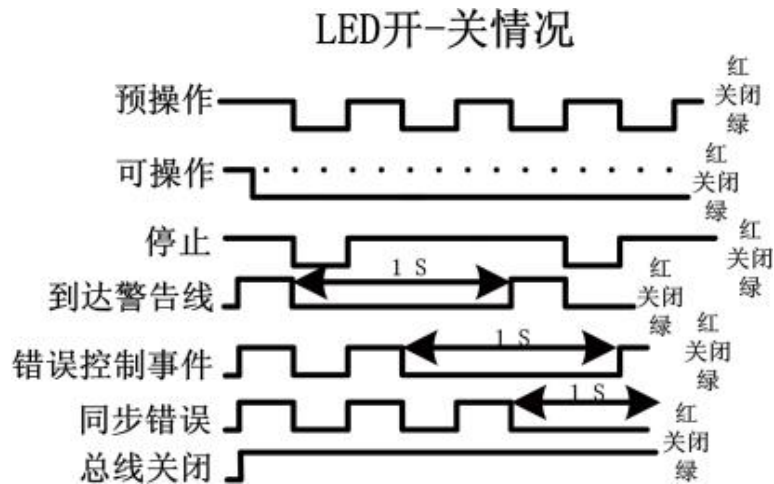 LED开-关情况
预操作
红
关闭
绿
可操作
红
关闭
绿
停止
红
关闭
绿
1 S
到达警告线
红
关闭
绿
错误控制事件
1 S
红
关闭
绿
同步错误
1 S
总线关闭
红
关闭
绿